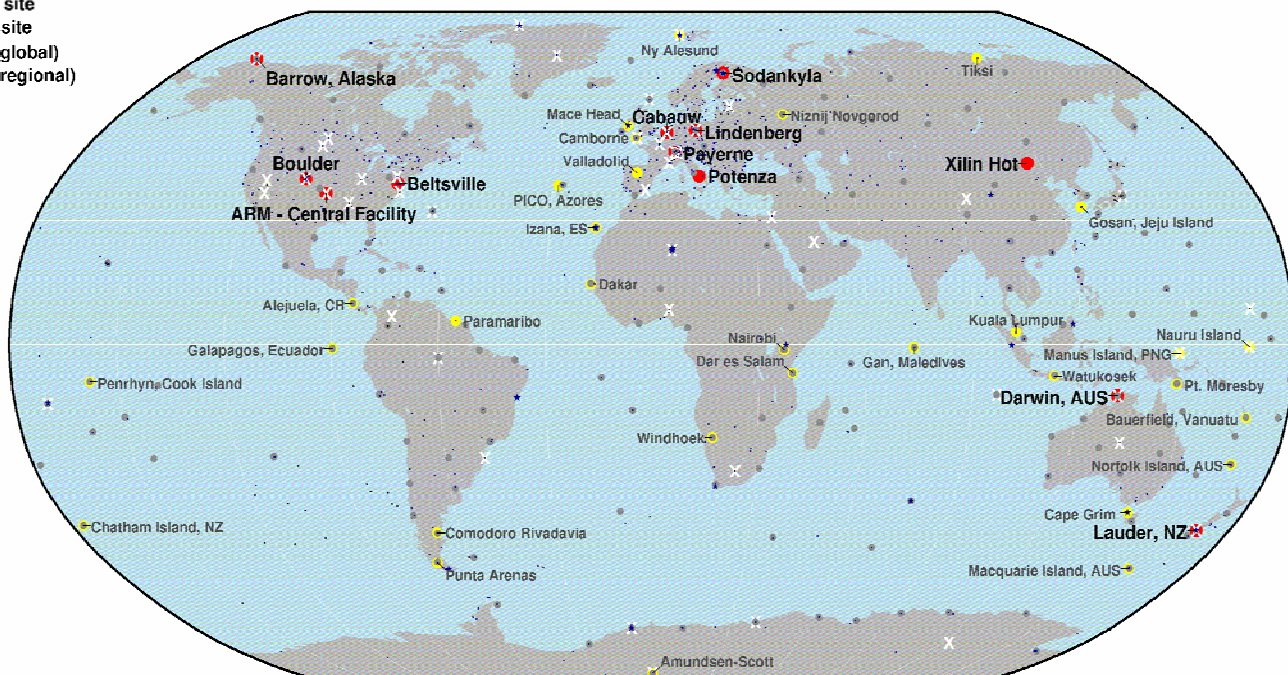 site
site
global)
regional)
Ny Alesund
Tiksi
Barrow, Alaska
Sodankyla
Mace Head
Cabauw
Niznij Novgorod
Camborne
Lindenberg
Boulder
Valladolid
Payerne
Xilin Hot
Beltsville
Potenza
PICO, Azores
ARM - Central Facility
Gosan, Jeju Island
Izana, ES
Dakar
Alejuela, CR
Paramaribo
Kuala Lumpur
Nairobi
Nauru Island
Galapagos, Ecuador
Manus Island, PNG
Dar es Salam
Gan, Maledives
Watukosek
Penrhyn, Cook Island
Pt. Moresby
Darwin, AUS
Bauerfield, Vanuatu
Windhoek
Norfolk Island, AUS
Cape Grim
Chatham Island, NZ
Comodoro Rivadavia
Lauder, NZ
Macquarie Island, AUS
Punta Arenas
Amundsen-Scott